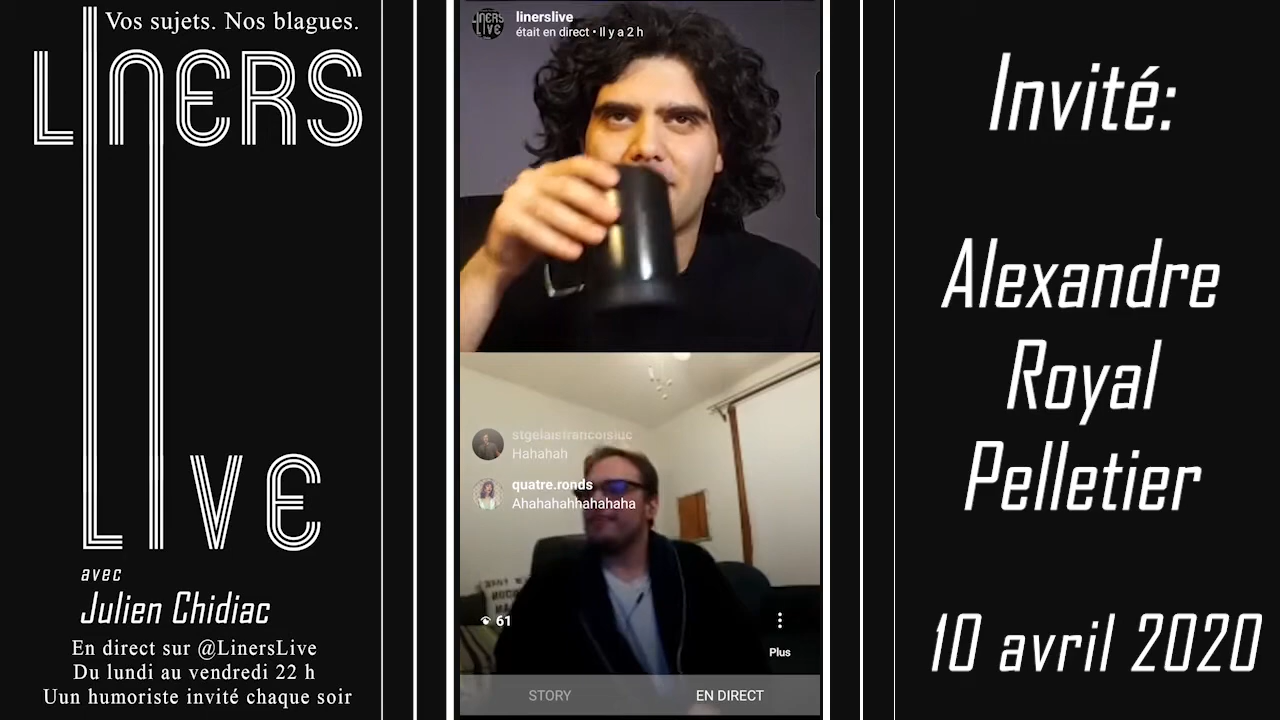 Vos sujets. Nos blagues.
LINERS
LIVE
avec
Julien Chidiac
En direct sur @LinersLive
Du lundi au vendredi 22 h
Uun humoriste invité chaque soir
linerslive
était en direct • Il y a 2 h
stgelaisfrancoisluc
Hahahah
quatre.ronds
Ahahahahhahahaha
61
Plus
STORY
EN DIRECT
Invité:
Alexandre
Royal
Pelletier
10 avril 2020